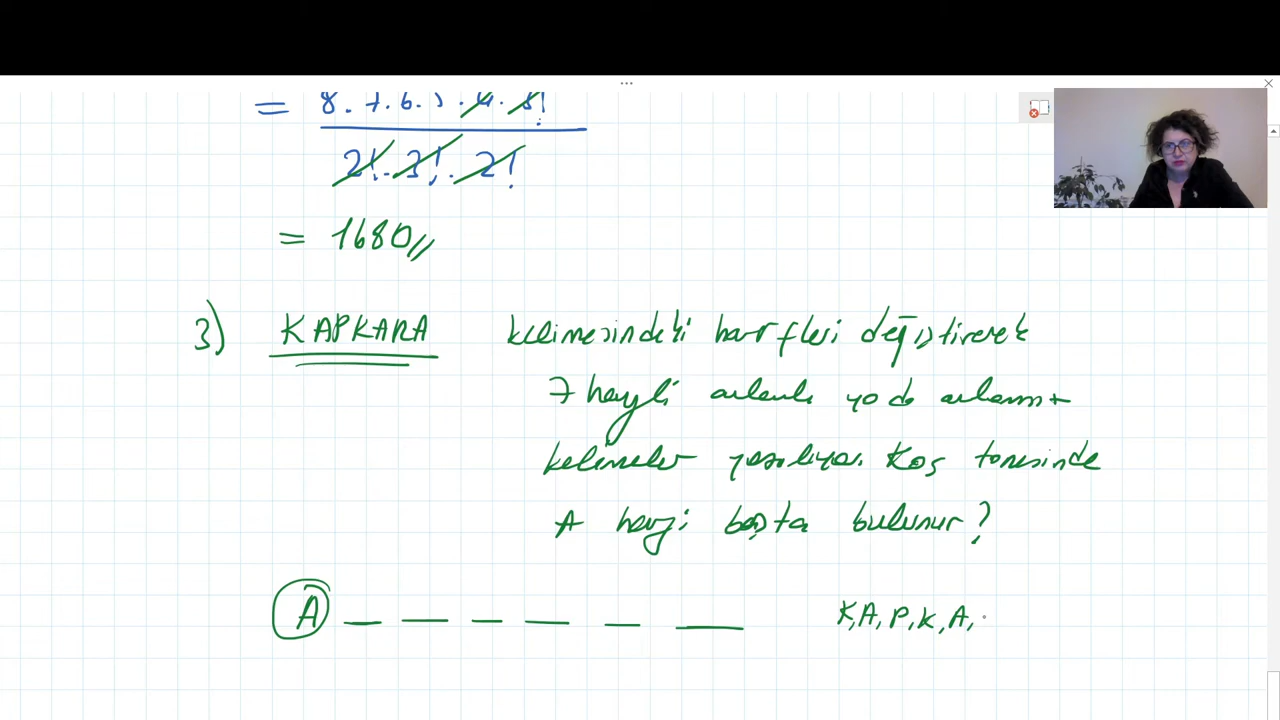 = 8.7.6.5.4.3!
2!.3!.2!
= 1680//
3) KAPKARA kelimesindeki harfleri değiştirerek
7 harfli anlamlı ya da anlamsız
kelimeler yazılıyor. Kaç tanesinde
A harfi başta bulunur?
A _ _ _ _ _ _ K, A, P, K, A,